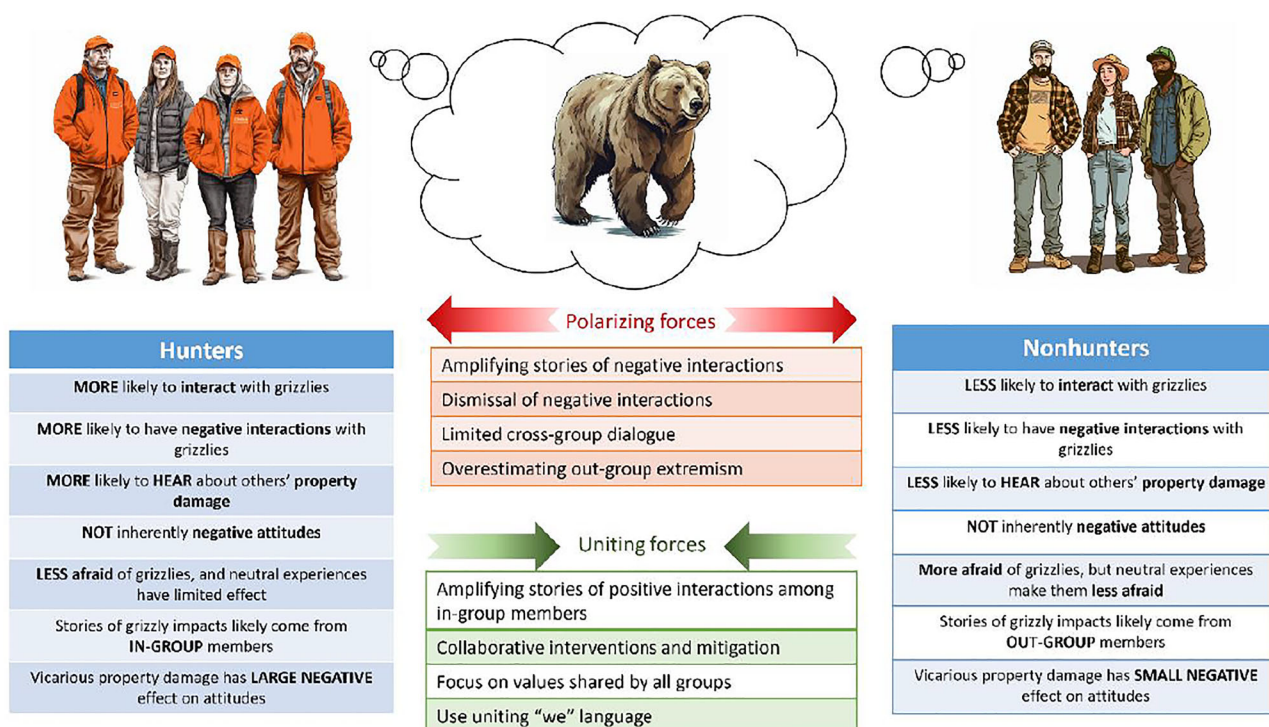 Hunters
MORE likely to interact with grizzlies
MORE likely to have negative interactions with
grizzlies
MORE likely to HEAR about others' property
damage
NOT inherently negative attitudes
LESS afraid of grizzlies, and neutral experiences
have limited effect
Stories of grizzly impacts likely come from
IN-GROUP members
Vicarious property damage has LARGE NEGATIVE
effect on attitudes
Polarizing forces
Amplifying stories of negative interactions
Dismissal of negative interactions
Limited cross-group dialogue
Overestimating out-group extremism
Uniting forces
Amplifying stories of positive interactions among
in-group members
Collaborative interventions and mitigation
Focus on values shared by all groups
Use uniting "we" language
Nonhunters
LESS likely to interact with grizzlies
LESS likely to have negative interactions with
grizzlies
LESS likely to HEAR about others' property damage
NOT inherently negative attitudes
More afraid of grizzlies, but neutral experiences
make them less afraid
Stories of grizzly impacts likely come from
OUT-GROUP members
Vicarious property damage has SMALL NEGATIVE
effect on attitudes